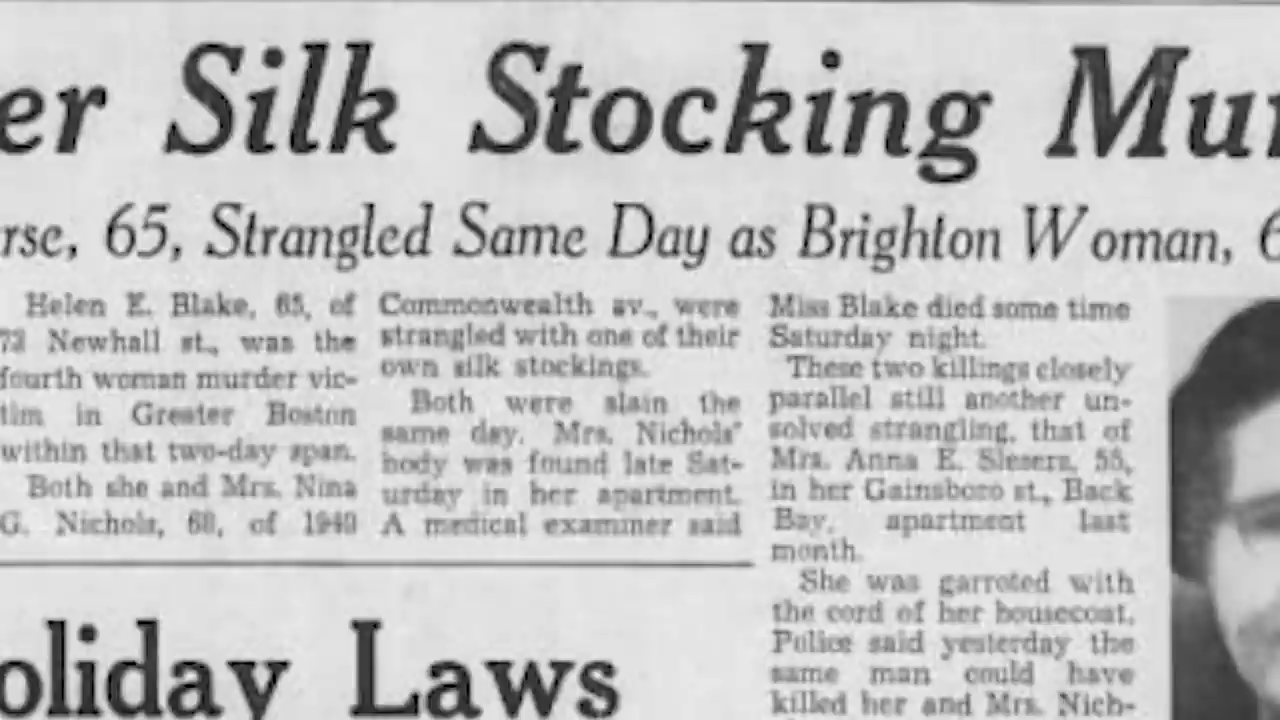 er Silk Stocking Mur
rse, 65, Strangled Same Day as Brighton Woman, 6
Helen E. Blake, 65, of
73 Newhall st., was the
fourth woman murder vic-
tim in Greater Boston
within that two-day span.
Both she and Mrs. Nina
G. Nichols, 68, of 1940
Commonwealth av., were
strangled with one of their
own silk stockings.
Both were slain the
same day. Mrs. Nichols'
body was found late Sat-
urday in her apartment.
A medical examiner said
Miss Blake died some time
Saturday night.
These two killings closely
parallel still another un-
solved strangling, that of
Mrs. Anna E. Slesers, 55,
in her Gainsboro st., Back
Bay, apartment last
month.
She was garroted with
the cord of her housecoat.
Police said yesterday the
same man could have
killed her and Mrs. Nich-
oliday Laws